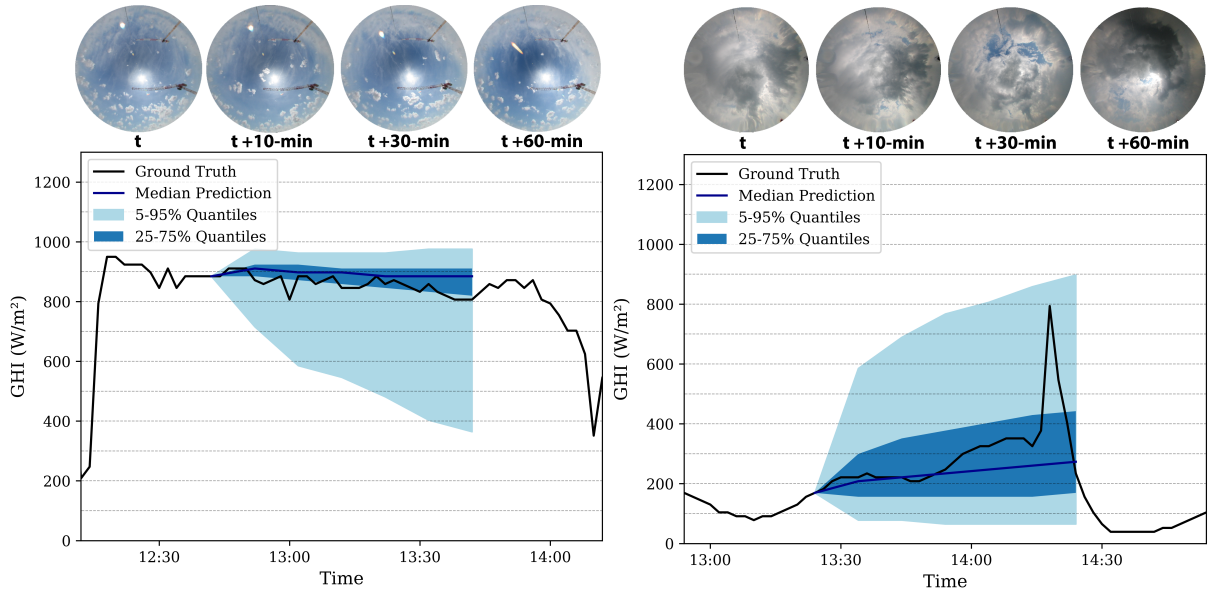 t
t +10-min
t +30-min
t +60-min
Ground Truth
Median Prediction
5-95% Quantiles
25-75% Quantiles
1200
1000
800
600
400
200
0
GHI (W/m²)
12:30
13:00
13:30
14:00
Time
t
t +10-min
t +30-min
t +60-min
Ground Truth
Median Prediction
5-95% Quantiles
25-75% Quantiles
1200
1000
800
600
400
200
0
GHI (W/m²)
13:00
13:30
14:00
14:30
Time